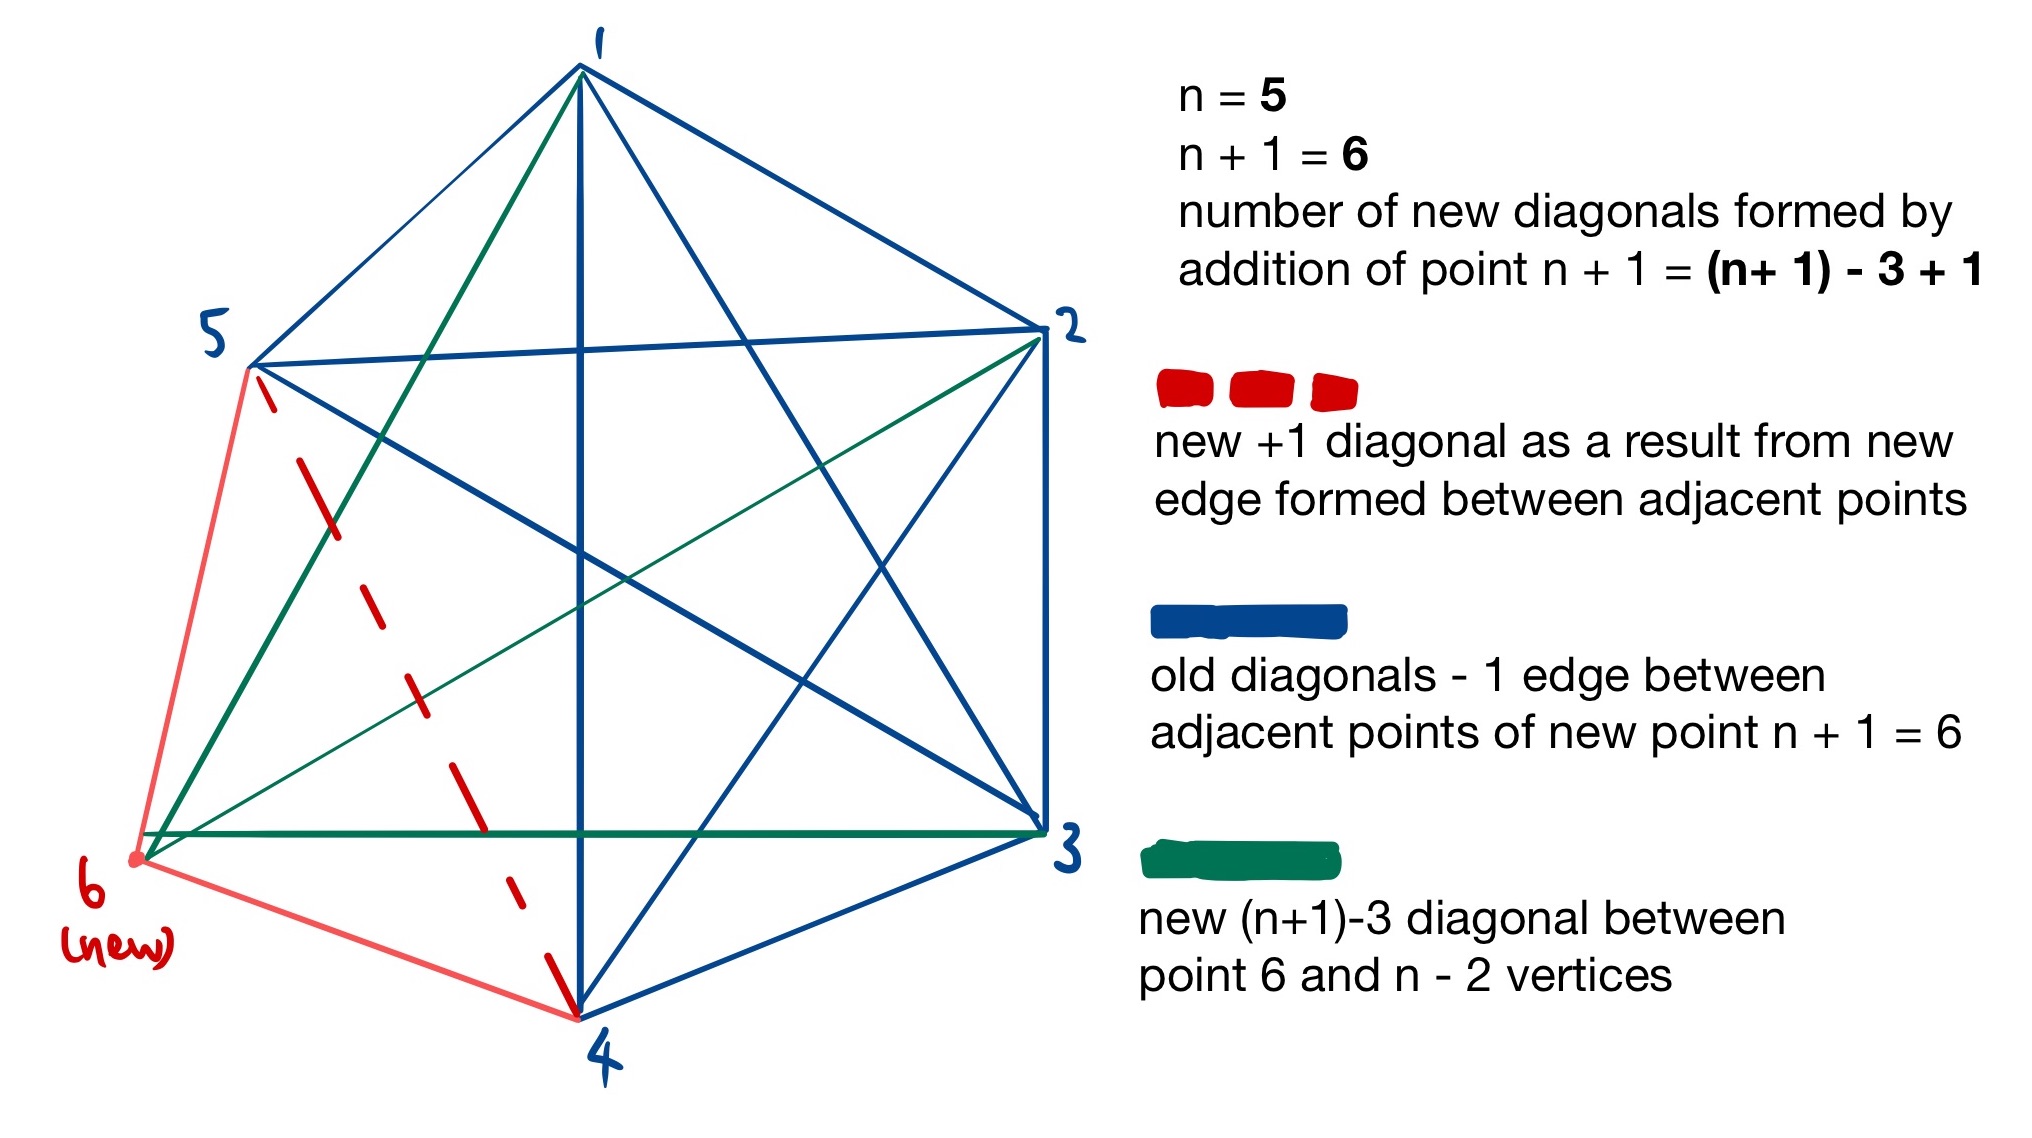 1
n = 5
n + 1 = 6
number of new diagonals formed by
addition of point n + 1 = (n+ 1) - 3 + 1
5
2
new +1 diagonal as a result from new
edge formed between adjacent points
old diagonals - 1 edge between
adjacent points of new point n + 1 = 6
3
6
(new)
new (n+1)-3 diagonal between
point 6 and n - 2 vertices
4